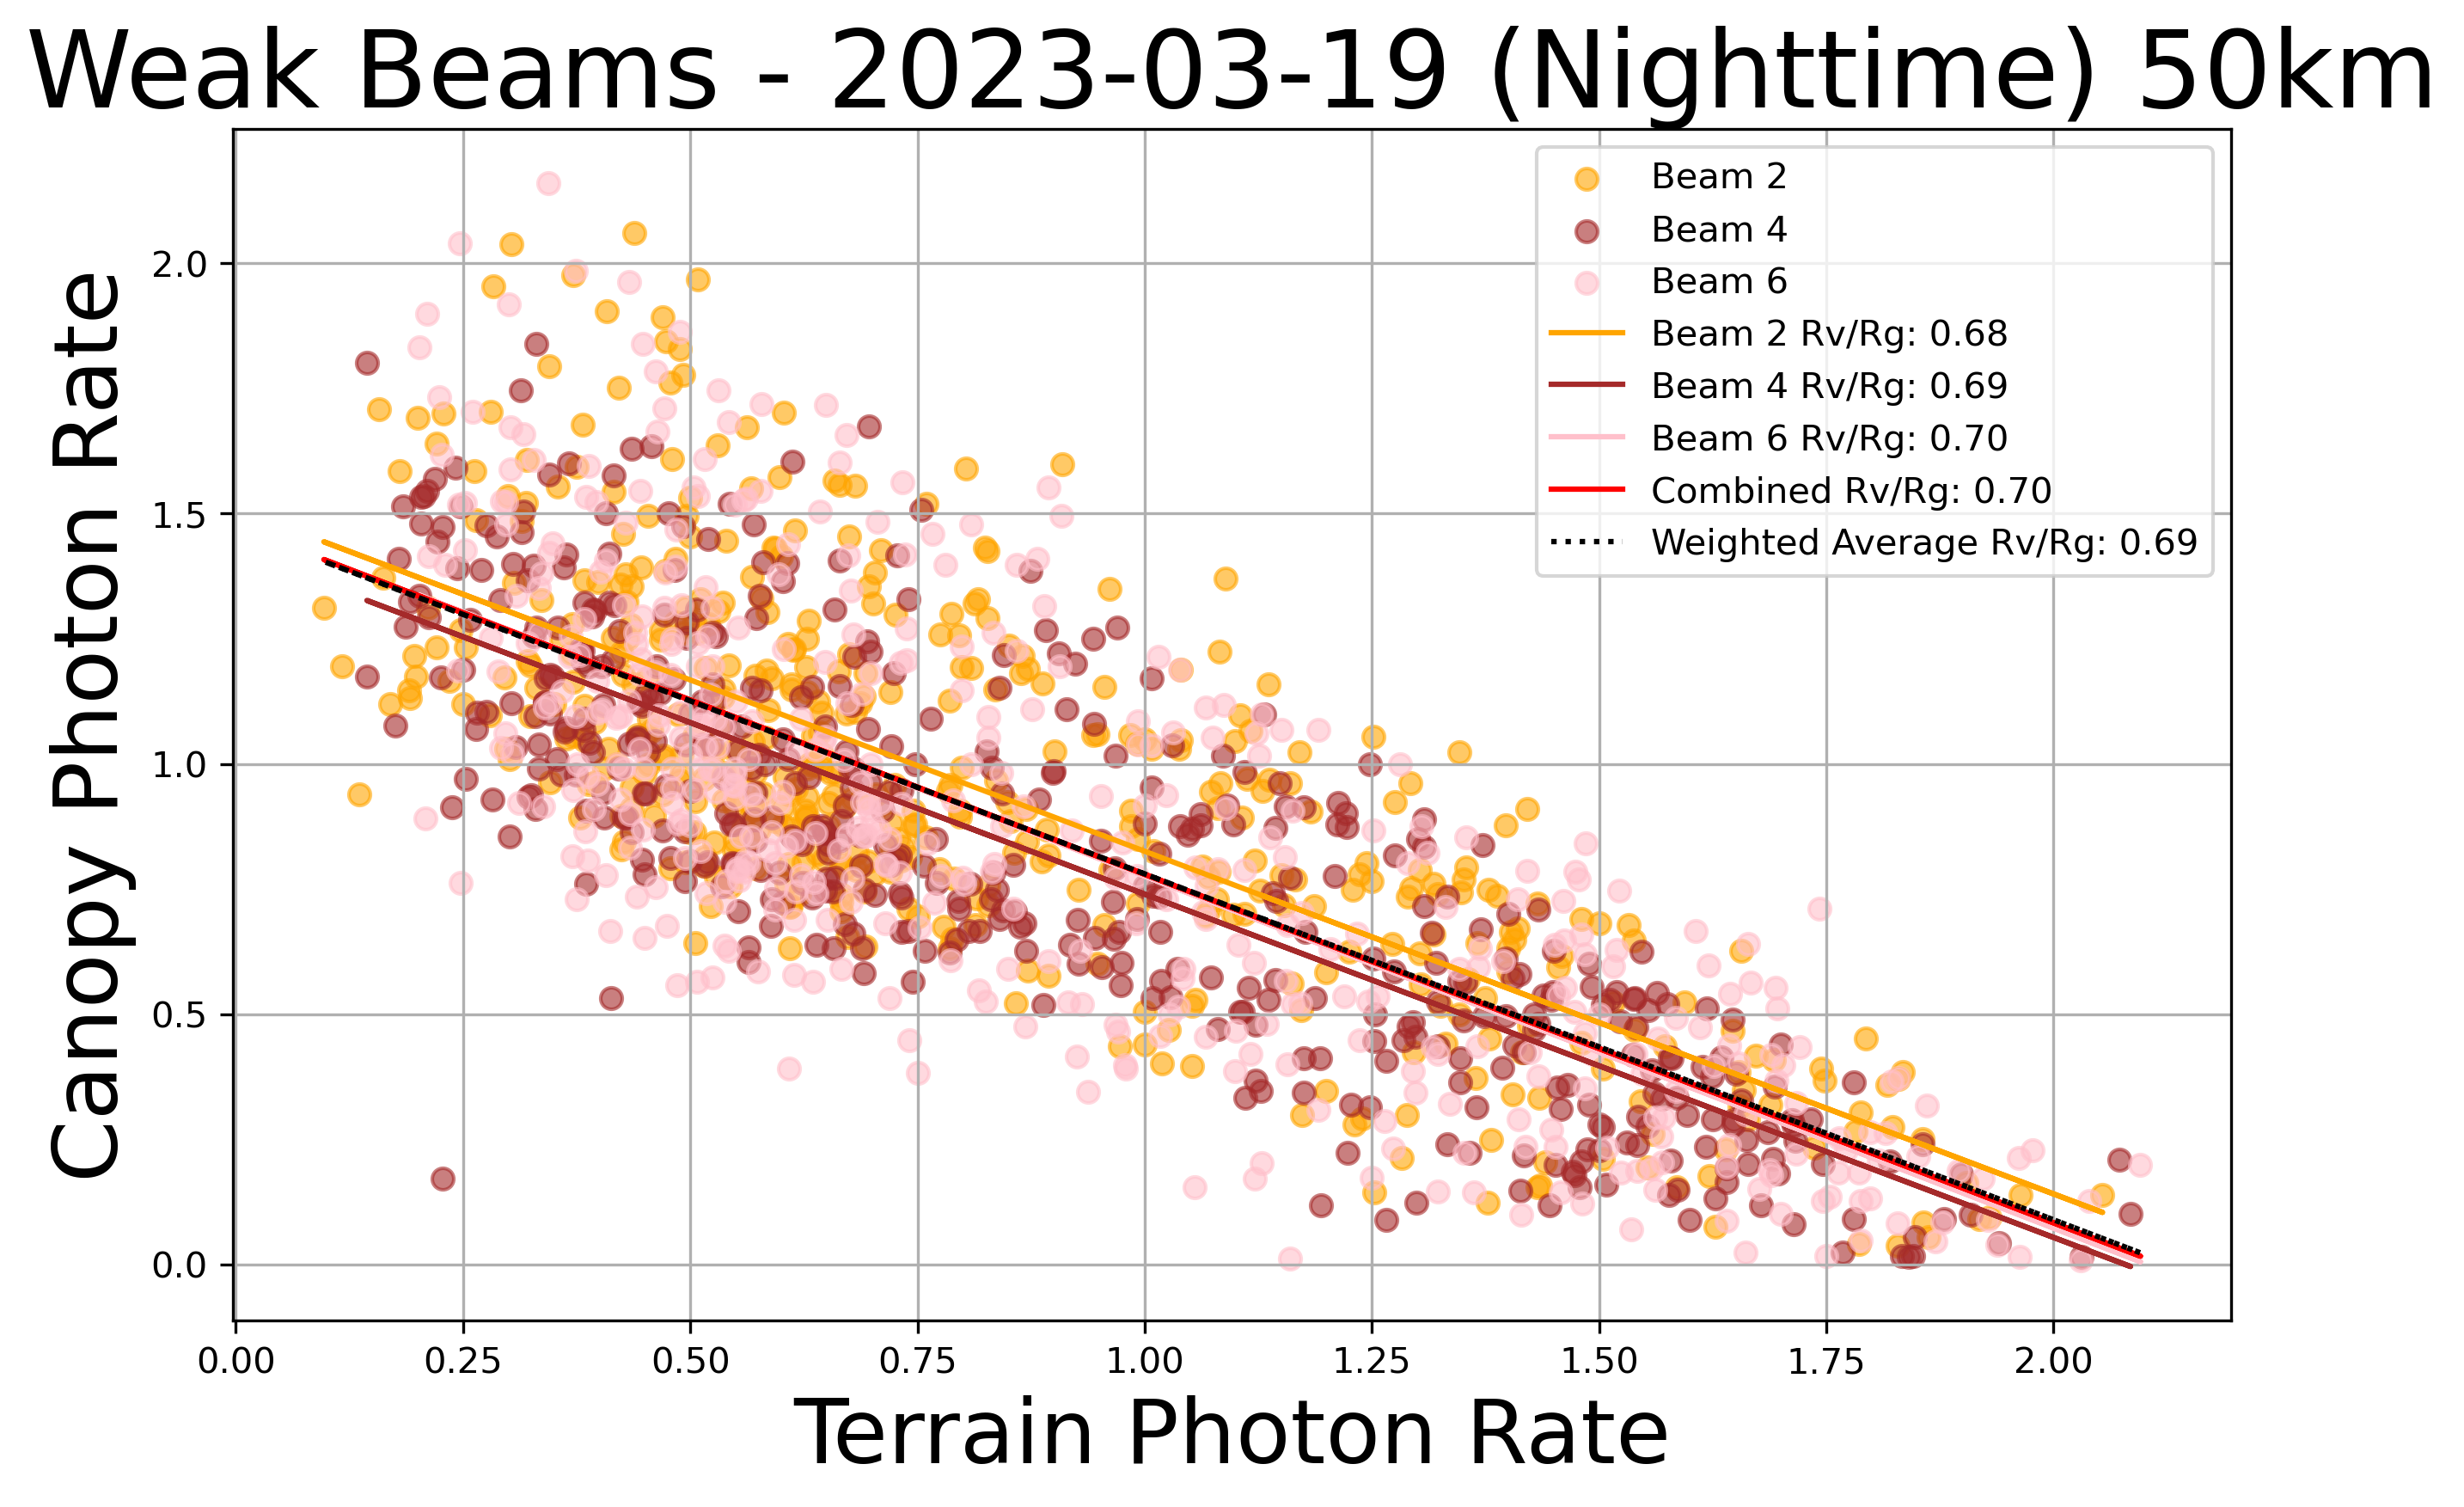 Weak Beams - 2023-03-19 (Nighttime) 50km
Beam 2
Beam 4
Beam 6
Beam 2 Rv/Rg: 0.68
Beam 4 Rv/Rg: 0.69
Beam 6 Rv/Rg: 0.70
Combined Rv/Rg: 0.70
Weighted Average Rv/Rg: 0.69
Canopy Photon Rate
2.0
1.5
1.0
0.5
0.0
0.00 0.25 0.50 0.75 1.00 1.25 1.50 1.75 2.00
Terrain Photon Rate